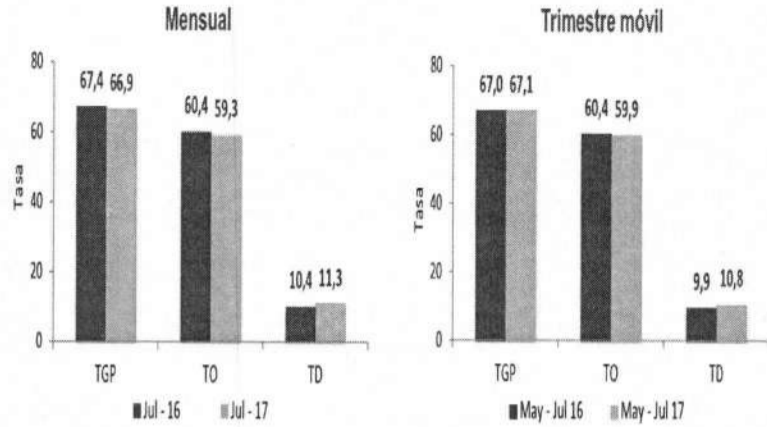 Mensual
80
67,4 66,9
60,4 59,3
60
Tasa
40
20
10,4 11,3
0
TGP TO TD
Jul - 16 Jul - 17
Trimestre móvil
80
67,0 67,1
60,4 59,9
60
Tasa
40
20
9,9 10,8
0
TGP TO TD
May - Jul 16 May - Jul 17